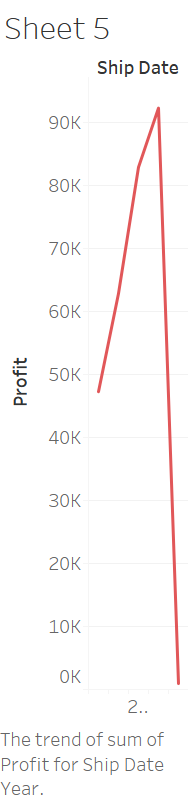 Sheet 5
Ship Date
90K
80K
70K
60K
50K
Profit
40K
30K
20K
10K
0K
2..
The trend of sum of
Profit for Ship Date
Year.